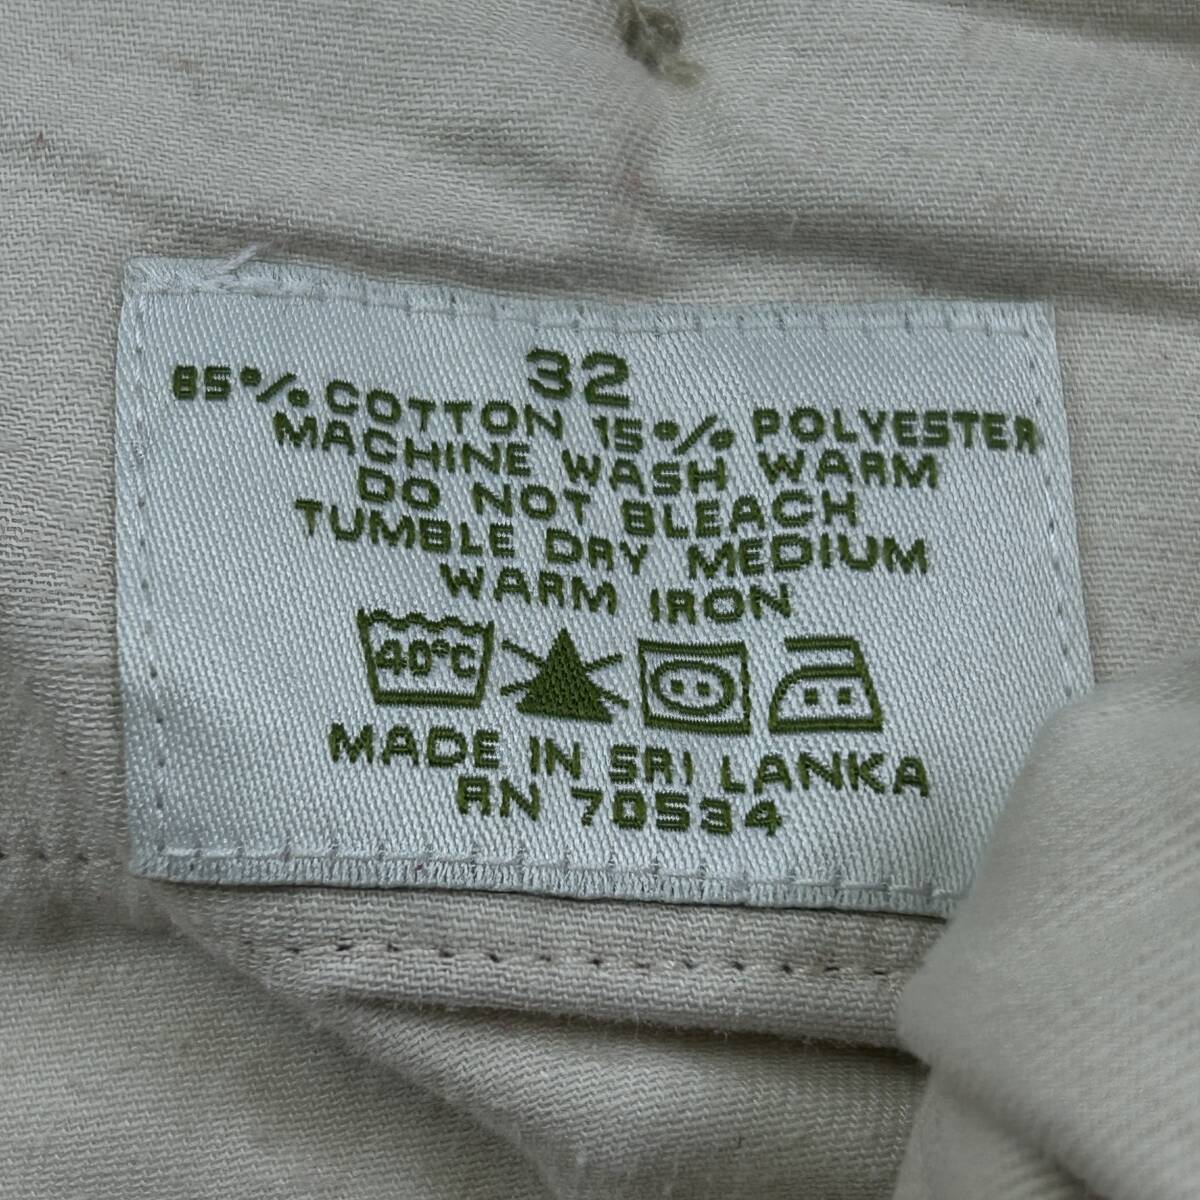 32
85% COTTON 15% POLYESTER
MACHINE WASH WARM
DO NOT BLEACH
TUMBLE DRY MEDIUM
WARM IRON
40°C
MADE IN SRI LANKA
RN 70534